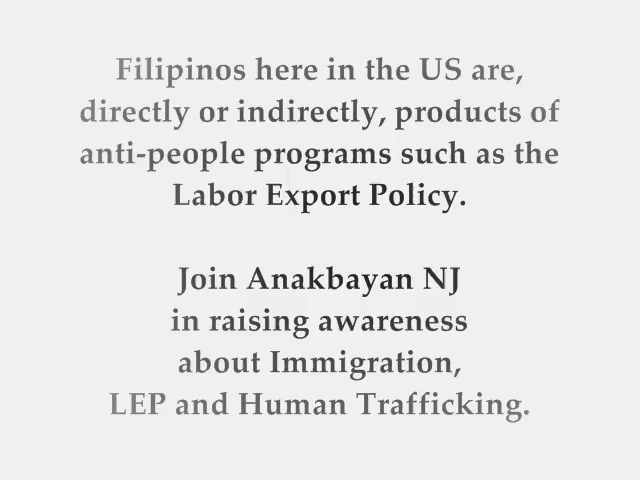 Filipinos here in the US are,
directly or indirectly, products of
anti-people programs such as the
Labor Export Policy.
Join Anakbayan NJ
in raising awareness
about Immigration,
LEP and Human Trafficking.